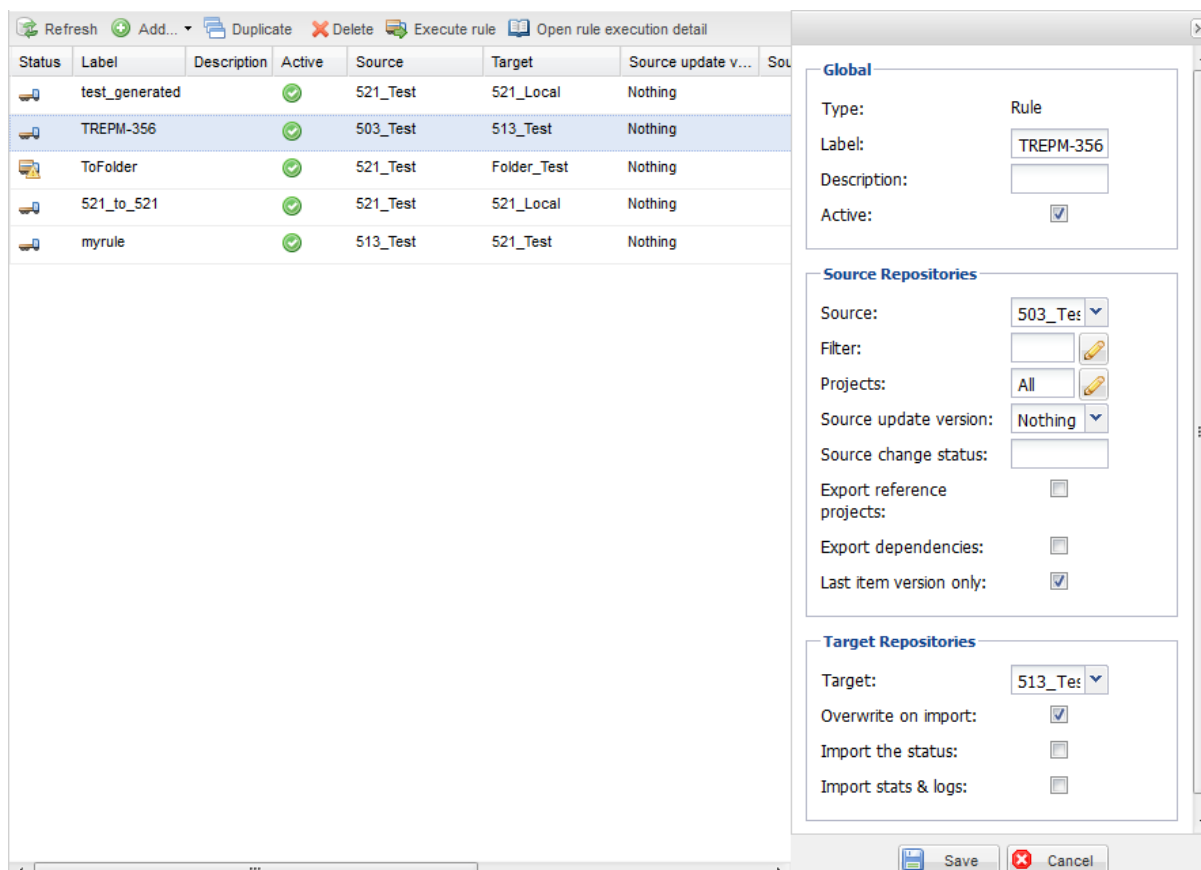 Refresh Add... Duplicate Delete Execute rule Open rule execution detail
Status Label Description Active Source Target Source update v... Sou
test_generated 521_Test 521_Local Nothing
TREPM-356 503_Test 513_Test Nothing
ToFolder 521_Test Folder_Test Nothing
521_to_521 521_Test 521_Local Nothing
myrule 513_Test 521_Test Nothing
Global
Type: Rule
Label: TREPM-356
Description:
Active:
Source Repositories
Source: 503_Tes
Filter:
Projects: All
Source update version: Nothing
Source change status:
Export reference
projects:
Export dependencies:
Last item version only:
Target Repositories
Target: 513_Tes
Overwrite on import:
Import the status:
Import stats & logs:
Save Cancel